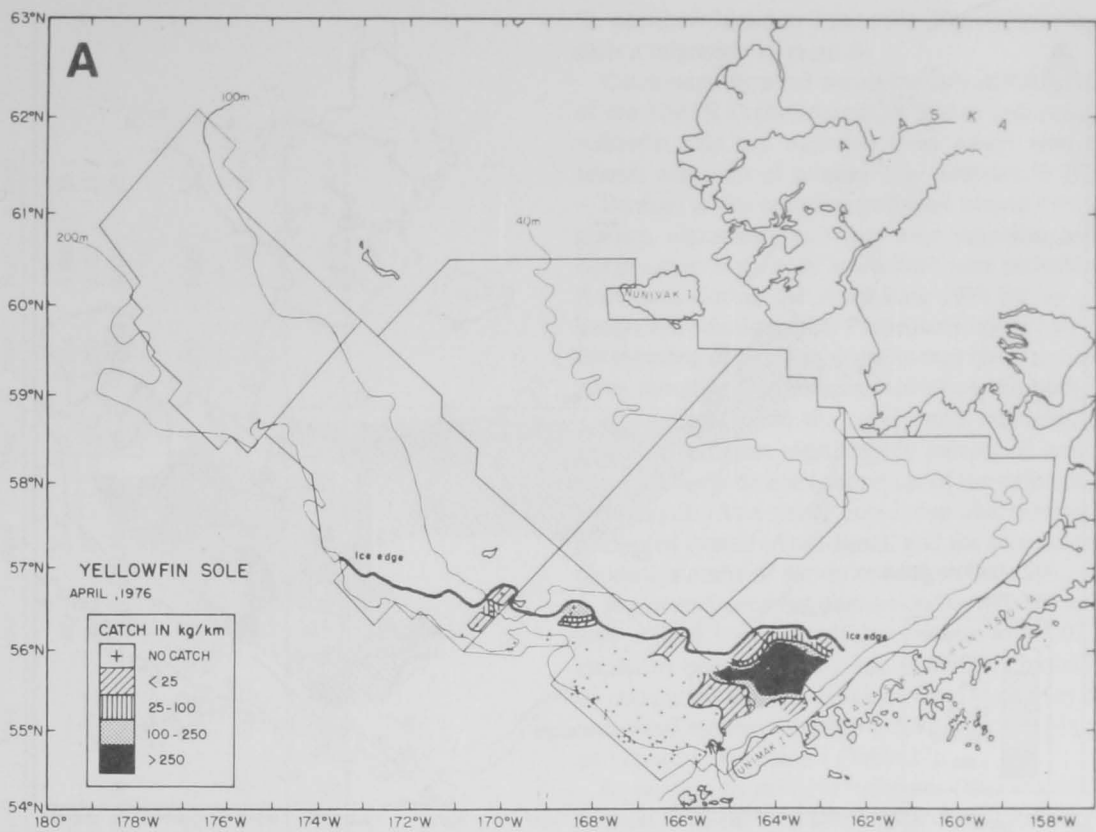 63°N
A
62°N
61°N
60°N
59°N
58°N
57°N
56°N
55°N
54°N
100m
200m
40m
ALASKA
NUNIVAK I.
Ice edge
Ice edge
ALASKA PENINSULA
UNIMAK I.
YELLOWFIN SOLE
APRIL ,1976
CATCH IN kg/km
+ NO CATCH
<25
25-100
100-250
>250
180° 178°W 176°W 174°W 172°W 170°W 168°W 166°W 164°W 162°W 160°W 158°W